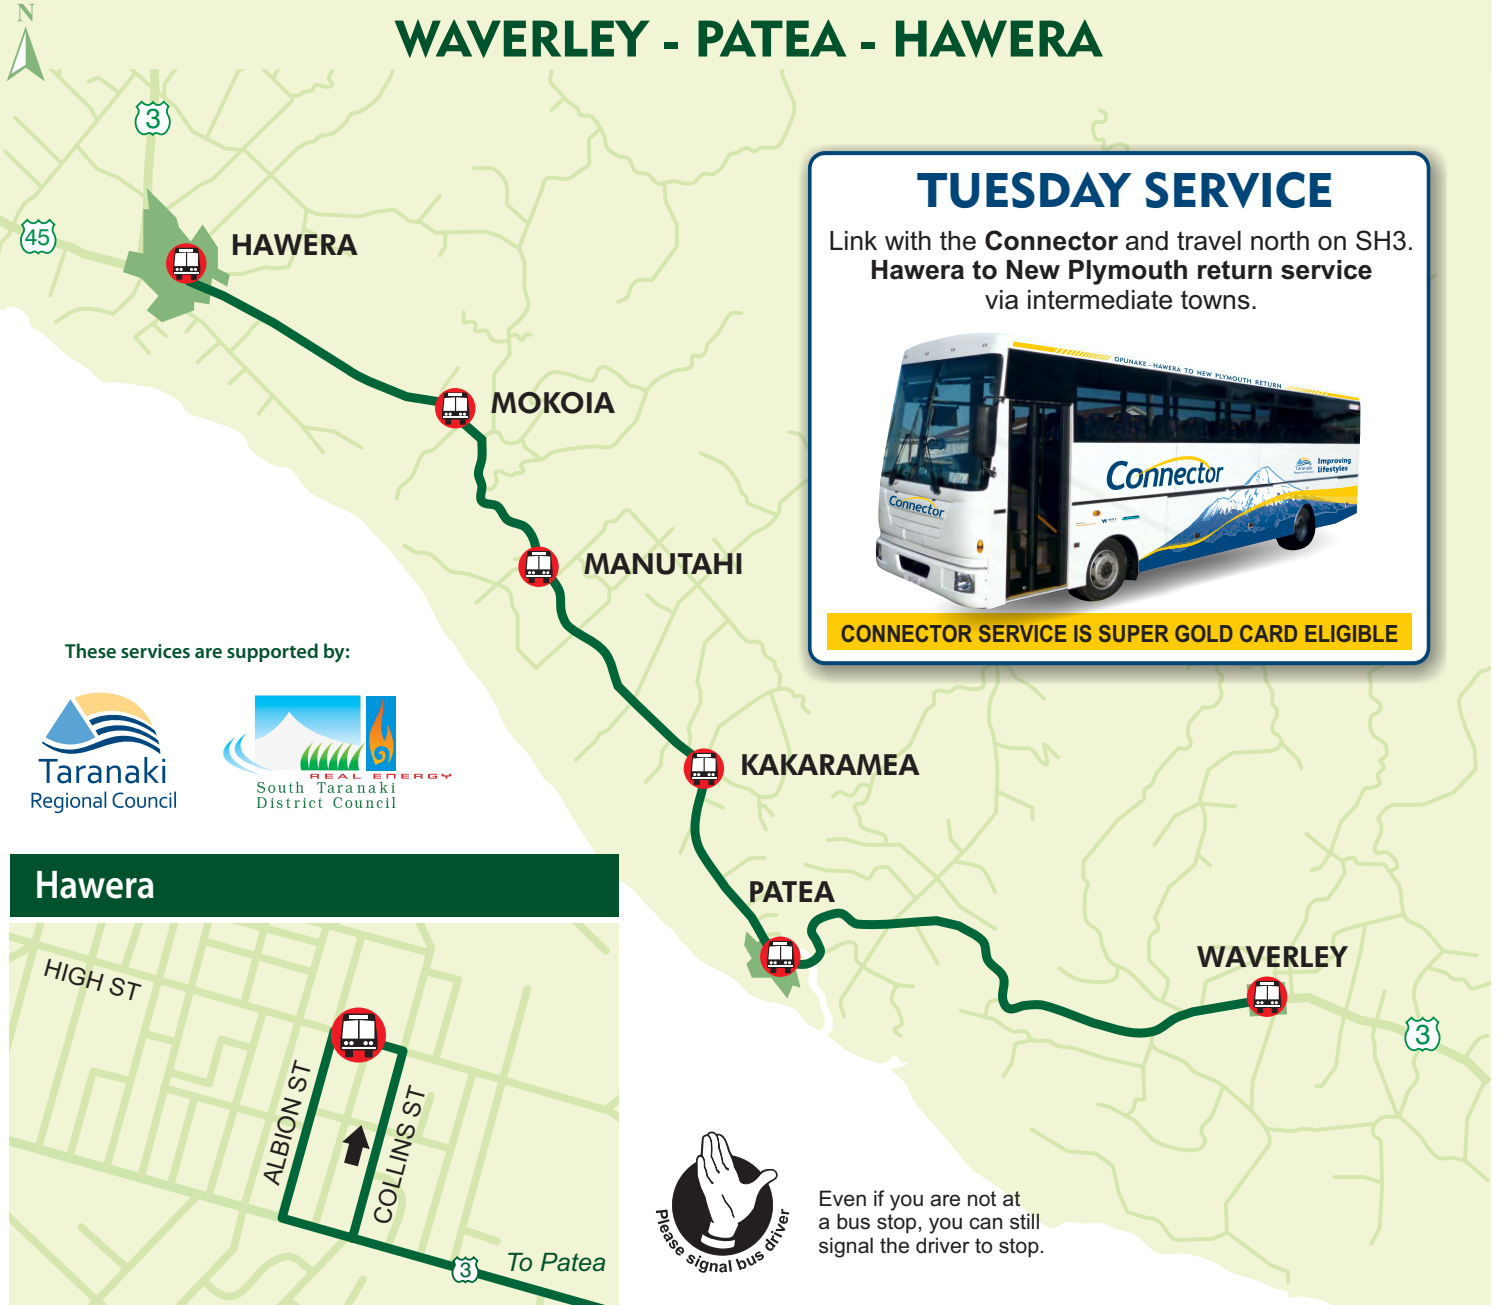 N
WAVERLEY - PATEA - HAWERA
3
45
HAWERA
MOKOIA
MANUTAHI
KAKARAMEA
PATEA
WAVERLEY
3
TUESDAY SERVICE
Link with the Connector and travel north on SH3.
Hawera to New Plymouth return service
via intermediate towns.
OPUNAKE - HAWERA TO NEW PLYMOUTH RETURN
Connector
Connector
Taranaki
Improving
lifestyles
CONNECTOR SERVICE IS SUPER GOLD CARD ELIGIBLE
These services are supported by:
Taranaki
Regional Council
REAL ENERGY
South Taranaki
District Council
Hawera
HIGH ST
ALBION ST
COLLINS ST
3
To Patea
Please signal bus driver
Even if you are not at
a bus stop, you can still
signal the driver to stop.